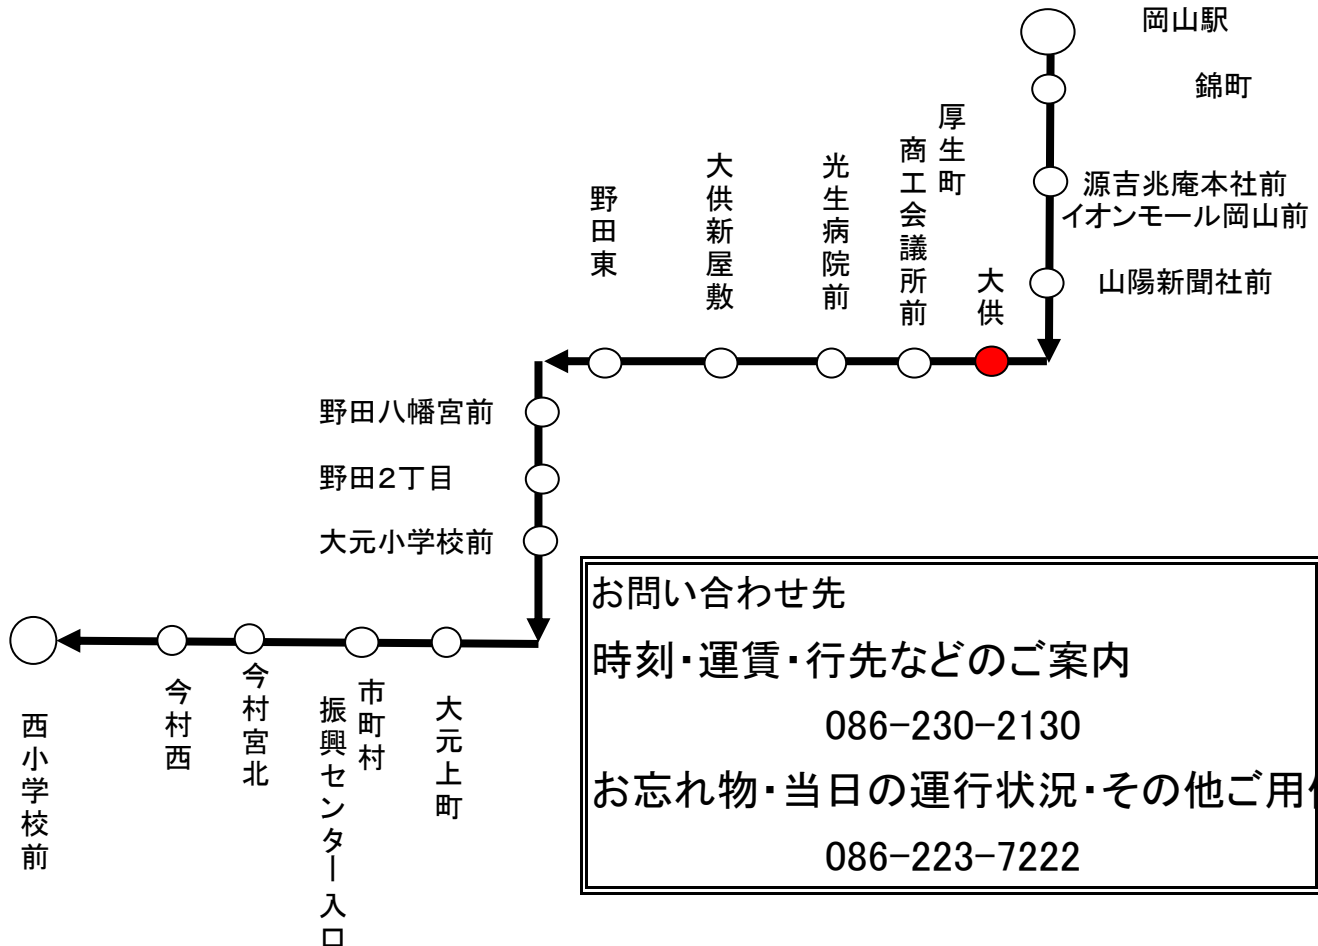 岡山駅
錦町
源吉兆庵本社前
イオンモール岡山前
山陽新聞社前
大供
厚生町
商工会議所前
光生病院前
大供新屋敷
野田東
野田八幡宮前
野田2丁目
大元小学校前
大元上町
市町村
振興センター入口
今村宮北
今村西
西小学校前
お問い合わせ先
時刻・運賃・行先などのご案内
086-230-2130
お忘れ物・当日の運行状況・その他ご用
086-223-7222